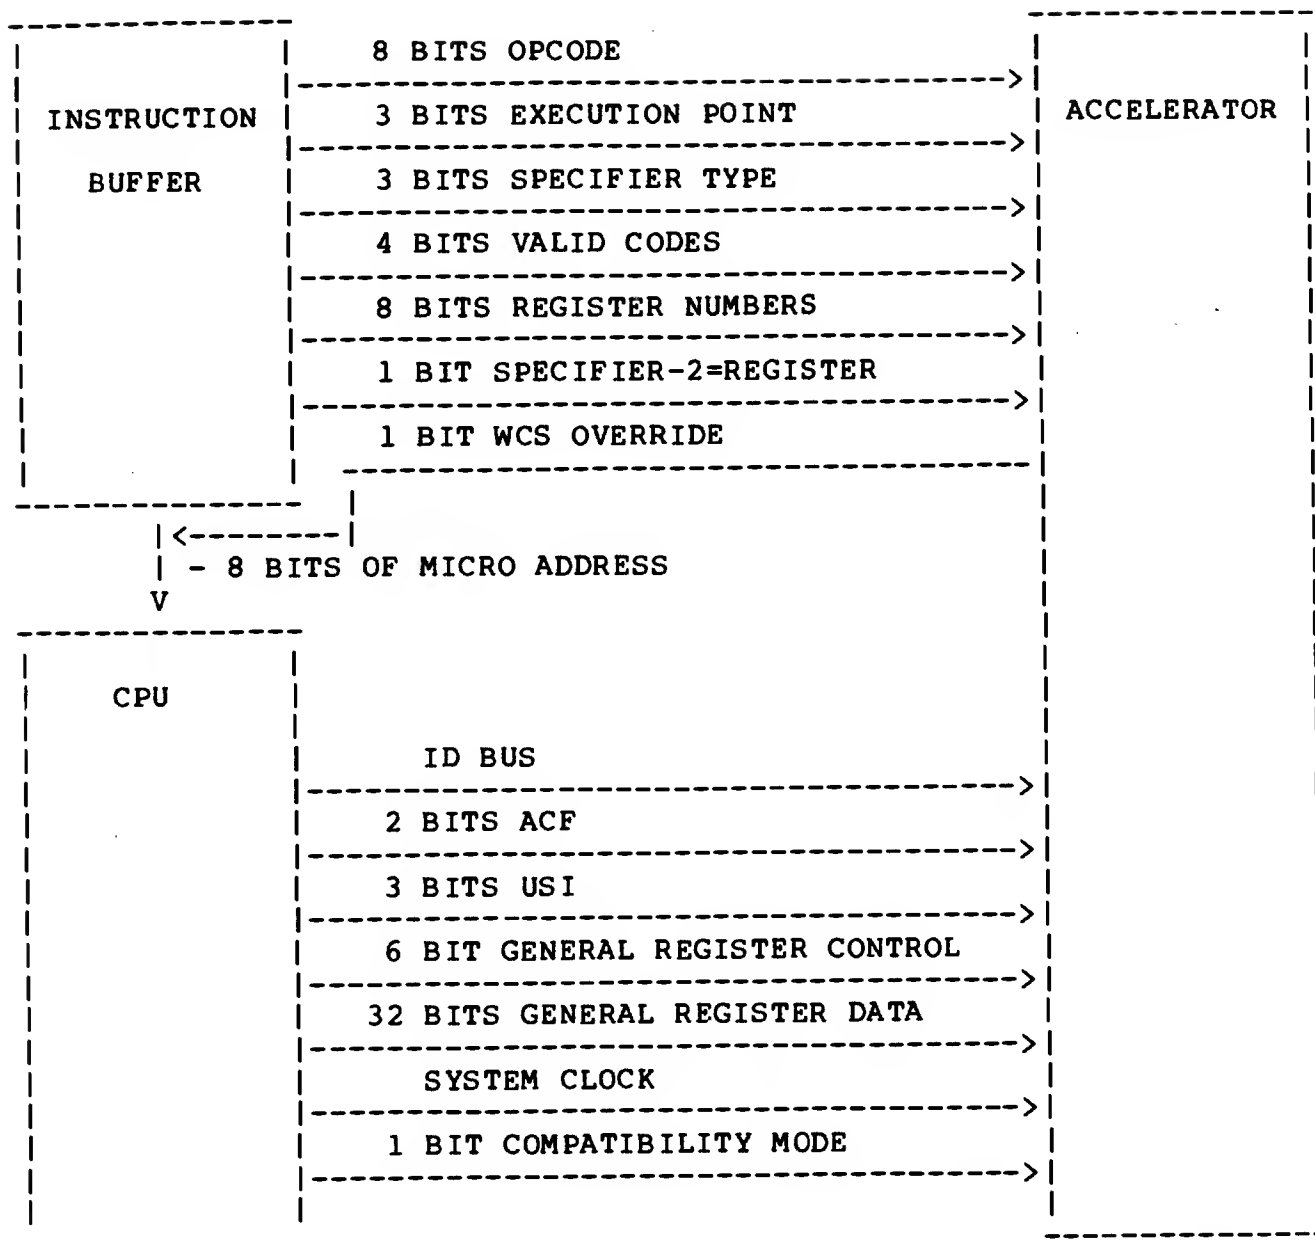 8 BITS OPCODE
INSTRUCTION
BUFFER
3 BITS EXECUTION POINT
ACCELERATOR
3 BITS SPECIFIER TYPE
4 BITS VALID CODES
8 BITS REGISTER NUMBERS
1 BIT SPECIFIER-2=REGISTER
1 BIT WCS OVERRIDE
- 8 BITS OF MICRO ADDRESS
V
CPU
ID BUS
2 BITS ACF
3 BITS USI
6 BIT GENERAL REGISTER CONTROL
32 BITS GENERAL REGISTER DATA
SYSTEM CLOCK
1 BIT COMPATIBILITY MODE